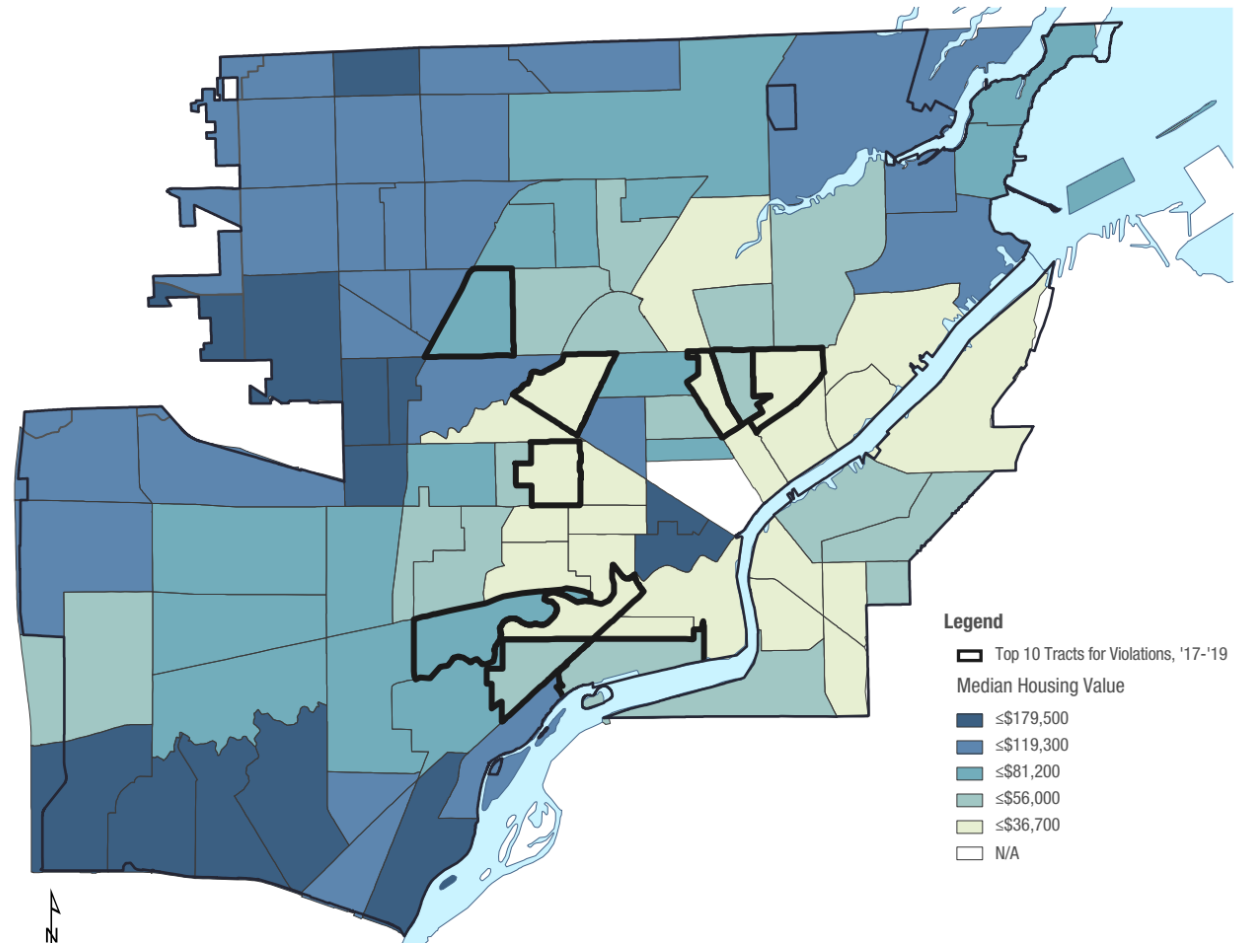 Legend
Top 10 Tracts for Violations, '17-'19
Median Housing Value
≤$179,500
≤$119,300
≤$81,200
≤$56,000
≤$36,700
N/A
N